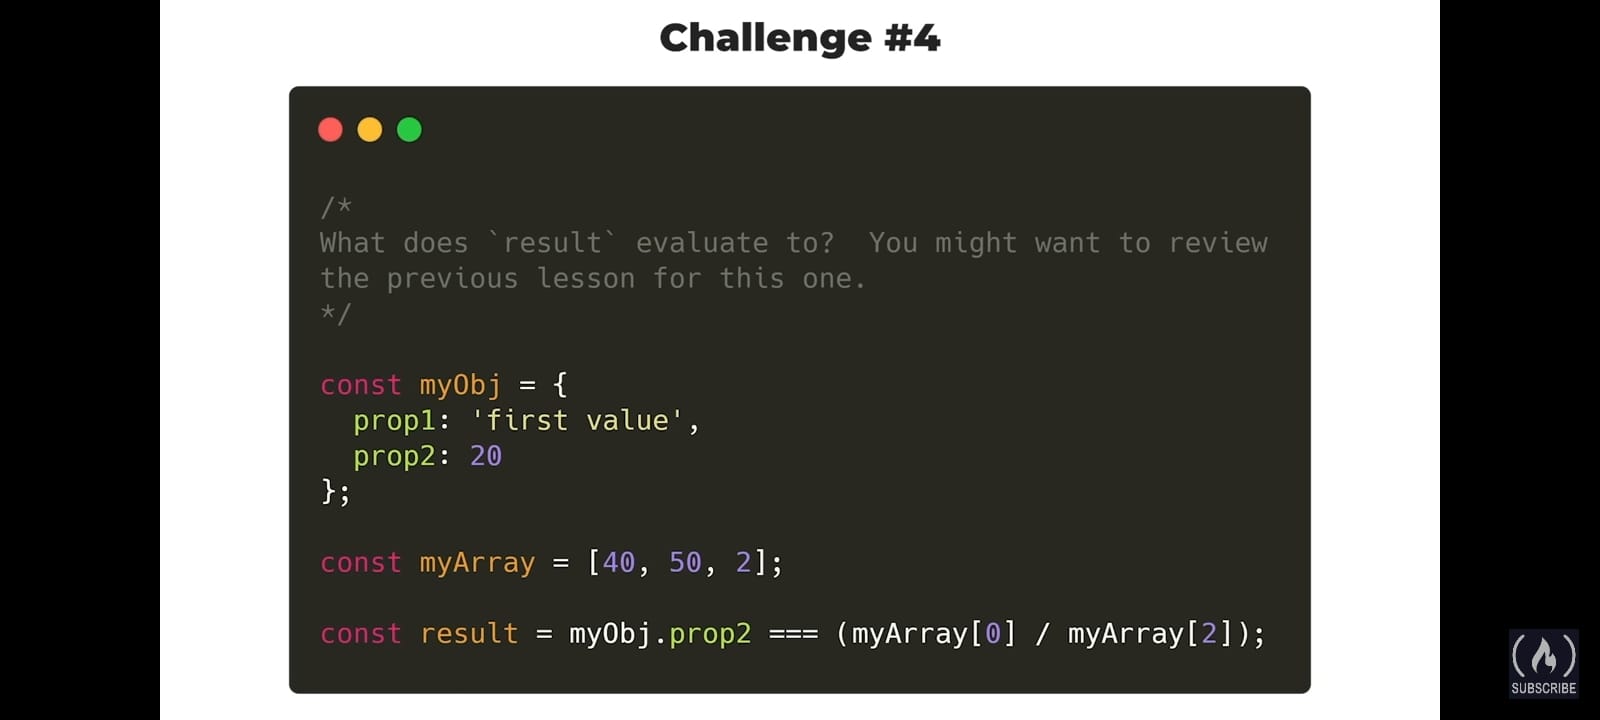 Challenge #4
/*
What does `result` evaluate to?  You might want to review
the previous lesson for this one.
*/
const myObj = {
  prop1: 'first value',
  prop2: 20
};
const myArray = [40, 50, 2];
const result = myObj.prop2 === (myArray[0] / myArray[2]);
SUBSCRIBE